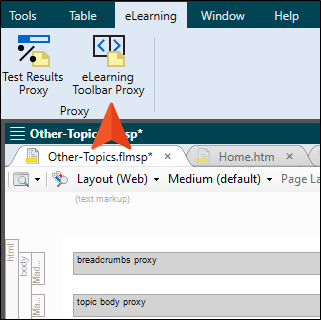 Tools Table eLearning Window Help
Test Results Proxy
eLearning Toolbar Proxy
Proxy
Other-Topics
sp*
Other-Topics.flmsp* × Home.htm ×
Layout (Web) Medium (default) Page La
(text markup)
html
body
Mad...
breadcrumbs proxy
Ma...
topic body proxy